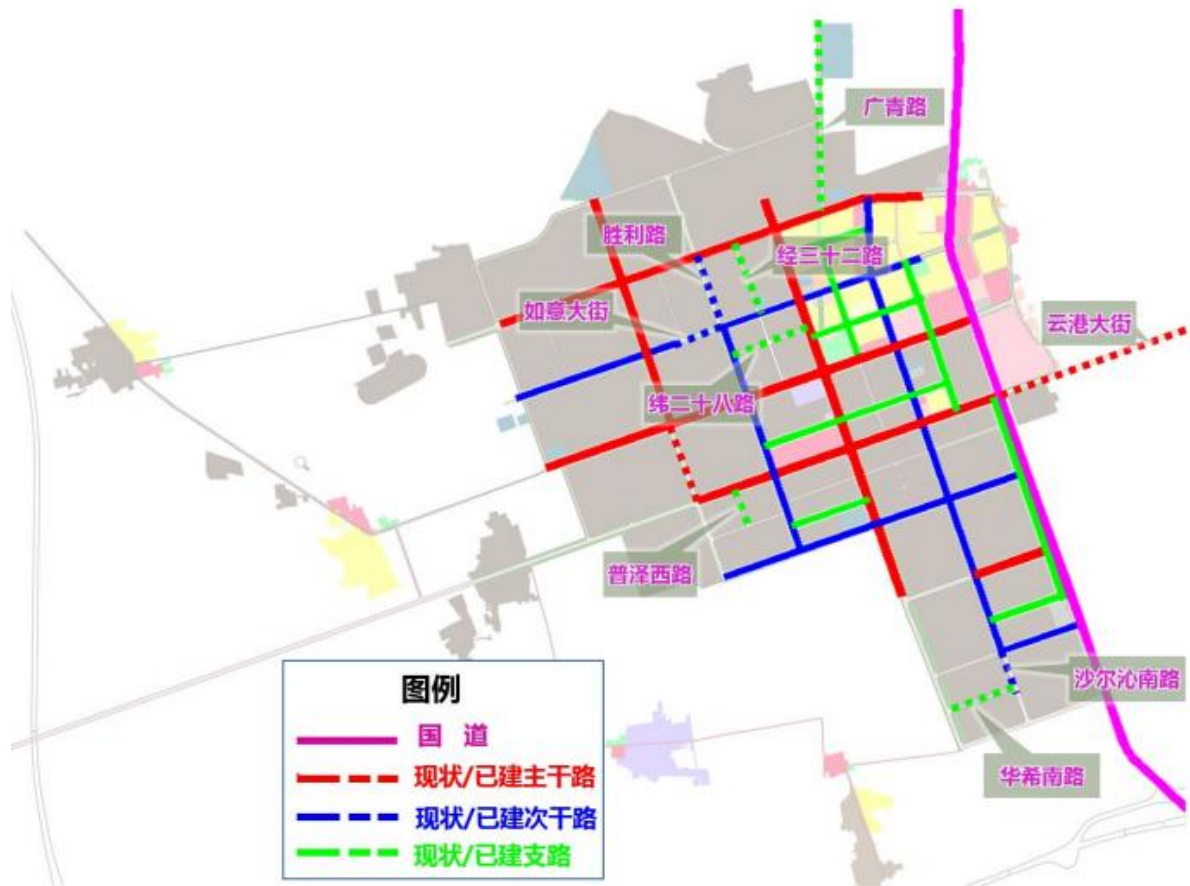 广青路
胜利路
经三十二路
如意大街
云港大街
纬二十八路
普泽西路
沙尔沁南路
华希南路
图例
国 道
现状/已建主干路
现状/已建次干路
现状/已建支路